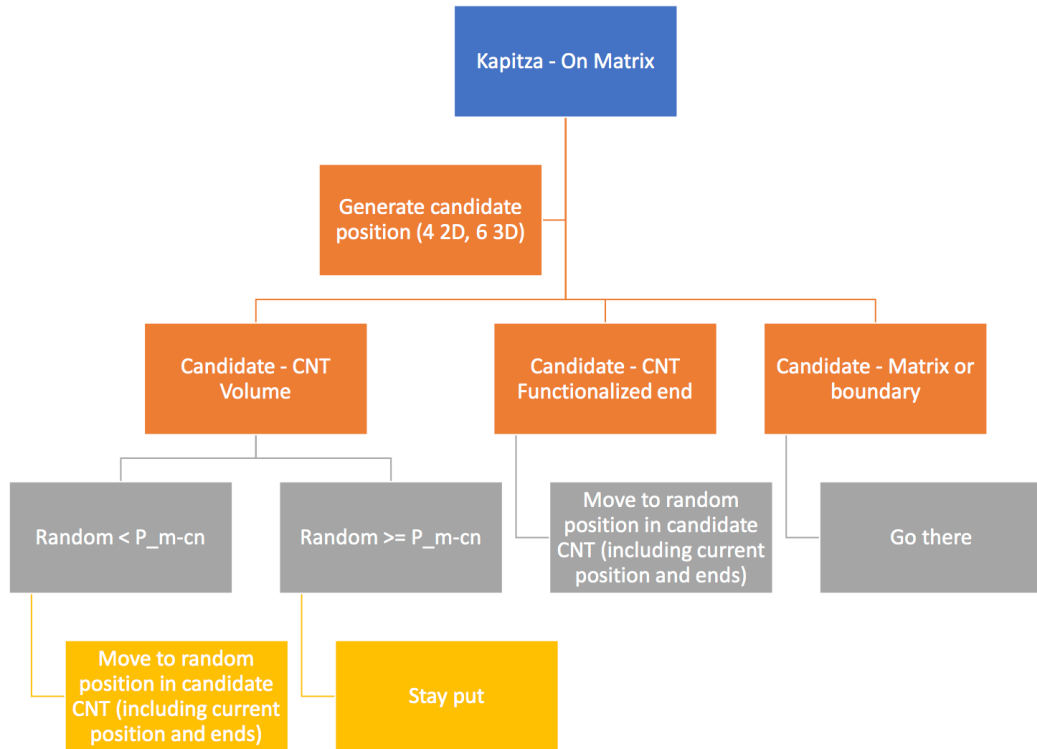 Kapitza - On Matrix
Generate candidate
position (4 2D, 6 3D)
Candidate - CNT
Volume
Candidate - CNT
Functionalized end
Candidate - Matrix or
boundary
Random < P_m-cn
Random >= P_m-cn
Move to random
position in candidate
CNT (including current
position and ends)
Go there
Move to random
position in candidate
CNT (including current
position and ends)
Stay put